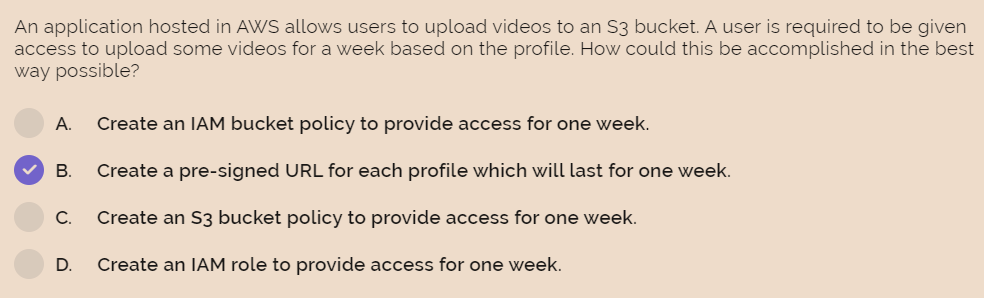 An application hosted in AWS allows users to upload videos to an S3 bucket. A user is required to be given
access to upload some videos for a week based on the profile. How could this be accomplished in the best
way possible?
A. Create an IAM bucket policy to provide access for one week.
B. Create a pre-signed URL for each profile which will last for one week.
C. Create an S3 bucket policy to provide access for one week.
D. Create an IAM role to provide access for one week.